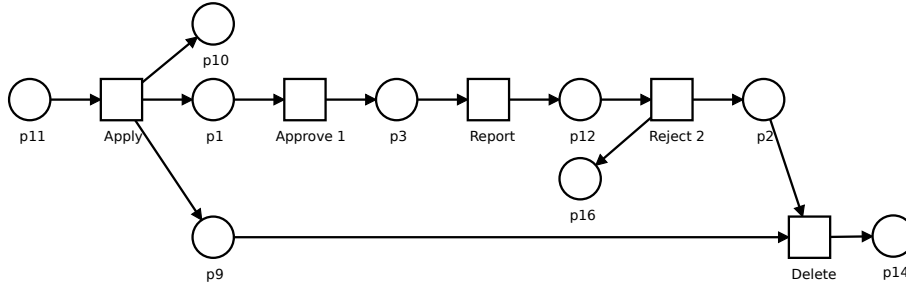 p10
p11
Apply
p1
Approve 1
p3
Report
p12
Reject 2
p2
p16
p9
Delete
p14